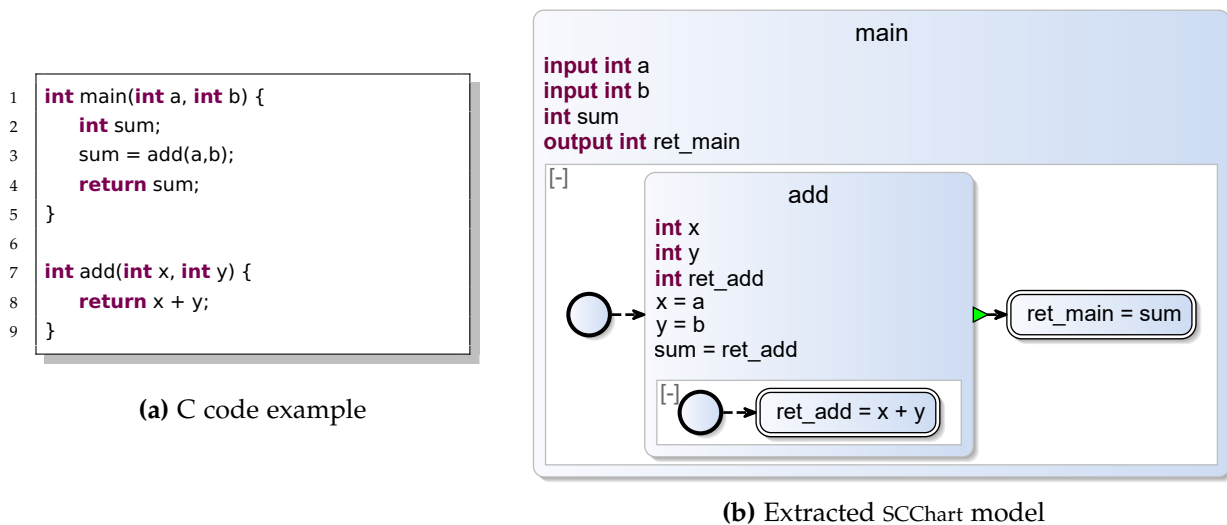 1 int main(int a, int b) {
2 int sum;
3 sum = add(a,b);
4 return sum;
5 }
6
7 int add(int x, int y) {
8 return x + y;
9 }
(a) C code example
main
input int a
input int b
int sum
output int ret_main
[-]
add
int x
int y
int ret_add
x = a
y = b
sum = ret_add
[-]
ret_add = x + y
ret_main = sum
(b) Extracted SCChart model